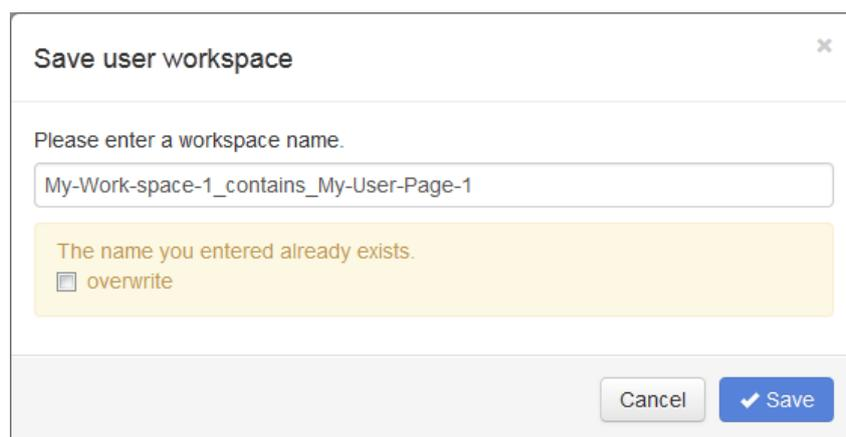 Save user workspace
Please enter a workspace name.
My-Work-space-1_contains_My-User-Page-1
The name you entered already exists.
overwrite
Cancel
Save